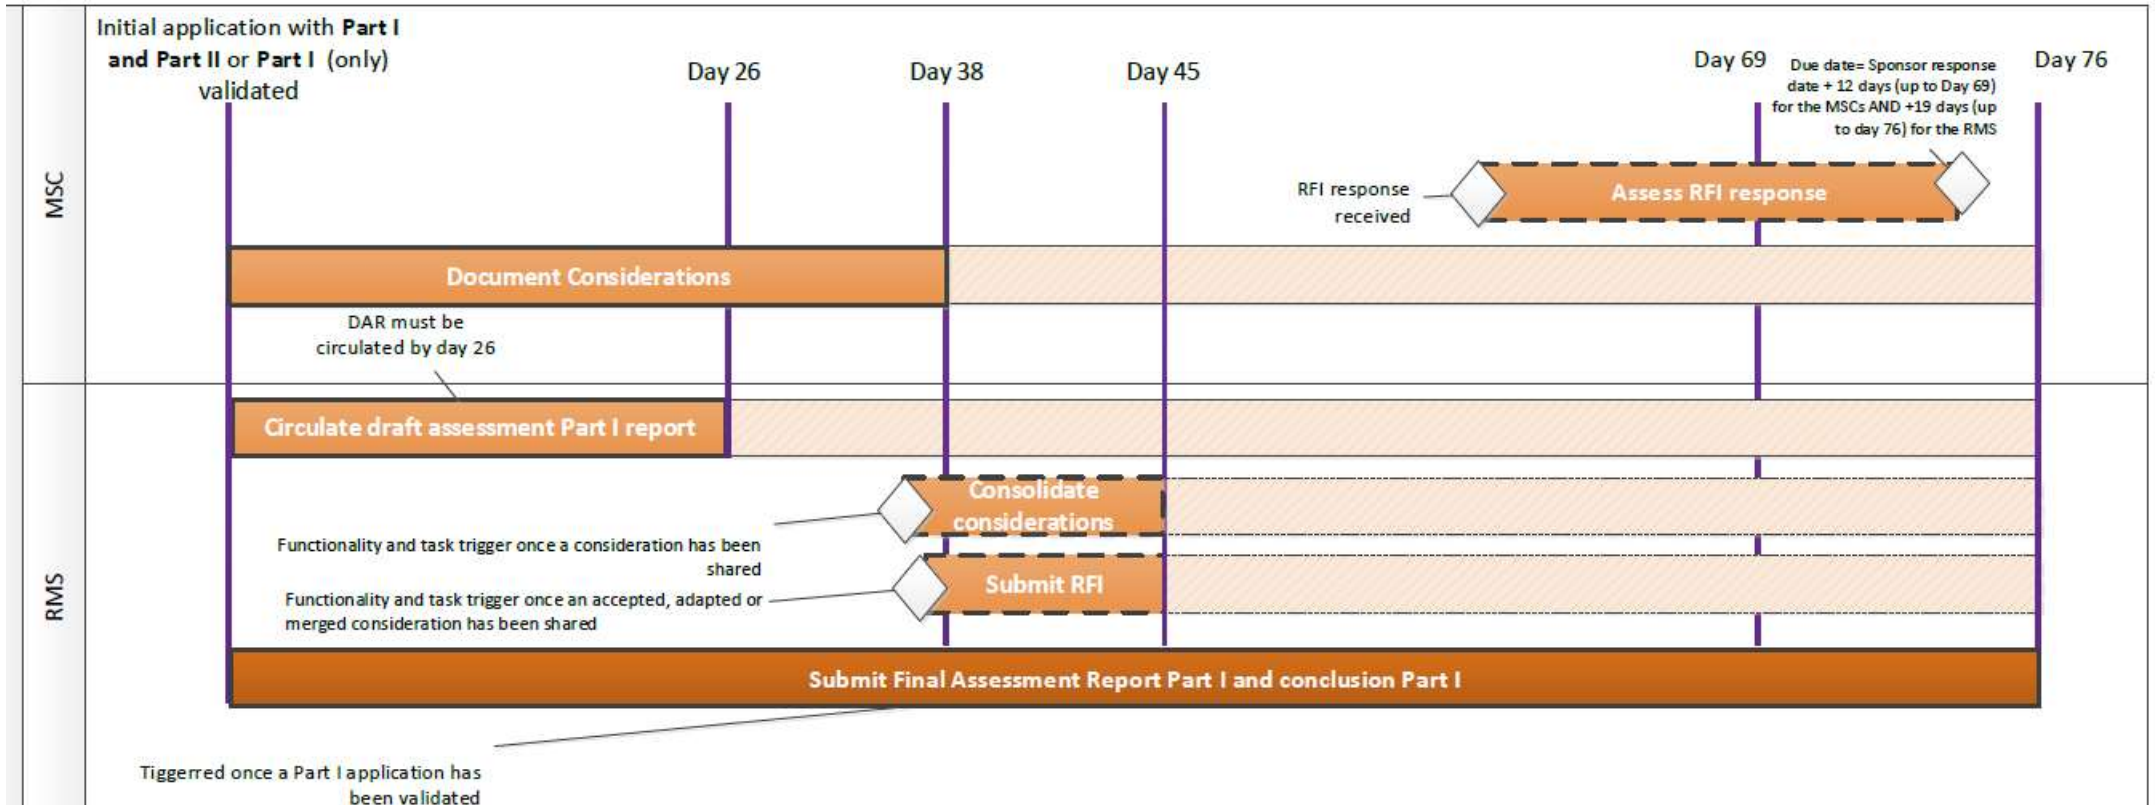 Initial application with Part I
and Part II or Part I (only)
validated
Day 26
Day 38
Day 45
Day 69
Due date= Sponsor response
date + 12 days (up to Day 69)
for the MSCs AND +19 days (up
to day 76) for the RMS
Day 76
MSC
RFI response
received
Assess RFI response
Document Considerations
DAR must be
circulated by day 26
RMS
Circulate draft assessment Part I report
Consolidate
considerations
Functionality and task trigger once a consideration has been
shared
Submit RFI
Functionality and task trigger once an accepted, adapted or
merged consideration has been shared
Submit Final Assessment Report Part I and conclusion Part I
Tiggerred once a Part I application has
been validated